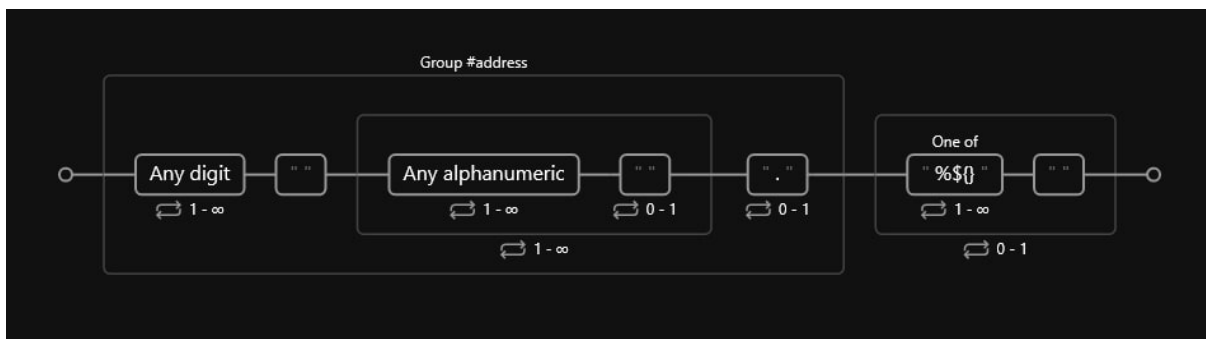 Group #address
One of
Any digit " " Any alphanumeric " " " . " " %${} " " "
1 - ∞ 1 - ∞ 0 - 1 0 - 1 1 - ∞
1 - ∞ 0 - 1